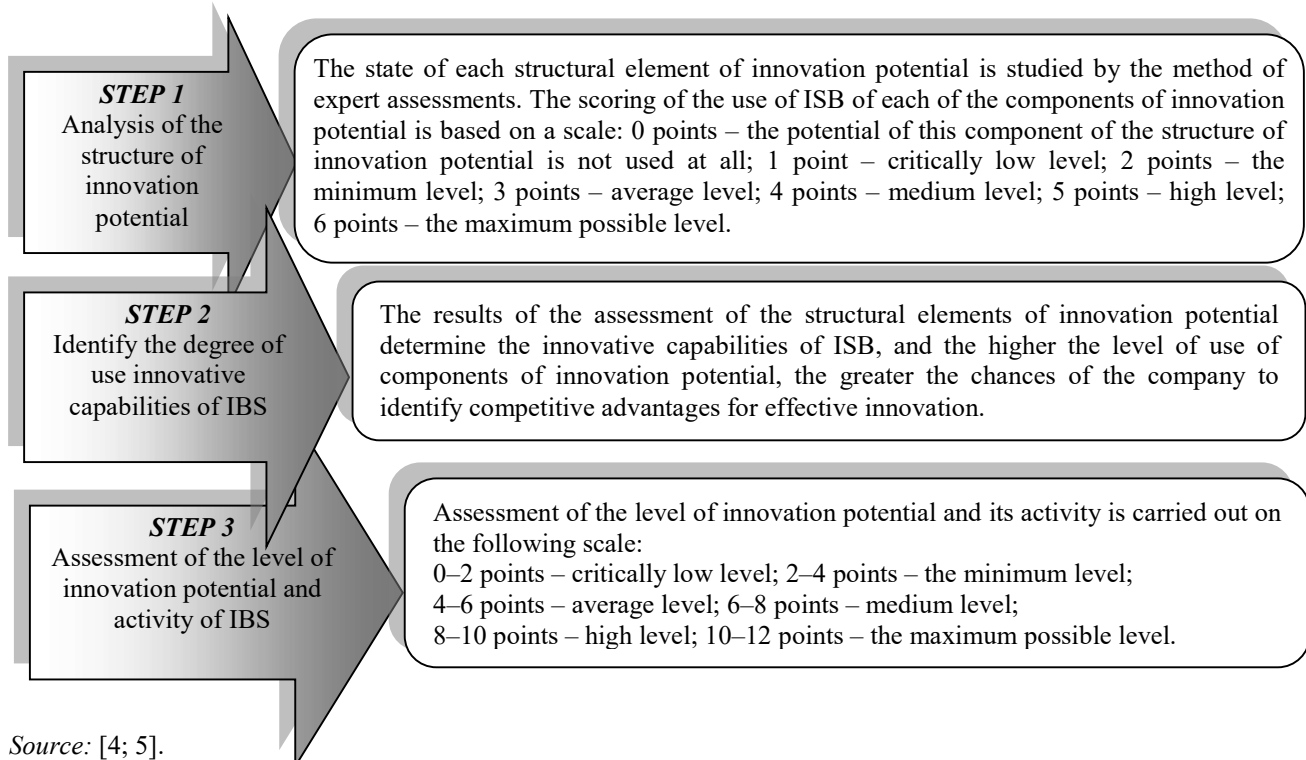 STEP 1
Analysis of the
structure of
innovation
potential
The state of each structural element of innovation potential is studied by the method of
expert assessments. The scoring of the use of ISB of each of the components of innovation
potential is based on a scale: 0 points – the potential of this component of the structure of
innovation potential is not used at all; 1 point – critically low level; 2 points – the
minimum level; 3 points – average level; 4 points – medium level; 5 points – high level;
6 points – the maximum possible level.
STEP 2
Identify the degree of
use innovative
capabilities of IBS
The results of the assessment of the structural elements of innovation potential
determine the innovative capabilities of ISB, and the higher the level of use of
components of innovation potential, the greater the chances of the company to
identify competitive advantages for effective innovation.
STEP 3
Assessment of the level of
innovation potential and
activity of IBS
Assessment of the level of innovation potential and its activity is carried out on
the following scale:
0–2 points – critically low level; 2–4 points – the minimum level;
4–6 points – average level; 6–8 points – medium level;
8–10 points – high level; 10–12 points – the maximum possible level.
Source: [4; 5].